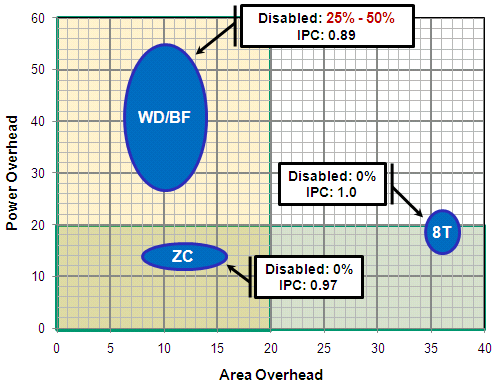 Disabled: 25% - 50%
IPC: 0.89
WD/BF
Disabled: 0%
IPC: 1.0
8T
ZC
Disabled: 0%
IPC: 0.97
Power Overhead
60
50
40
30
20
10
0
0 5 10 15 20 25 30 35 40
Area Overhead